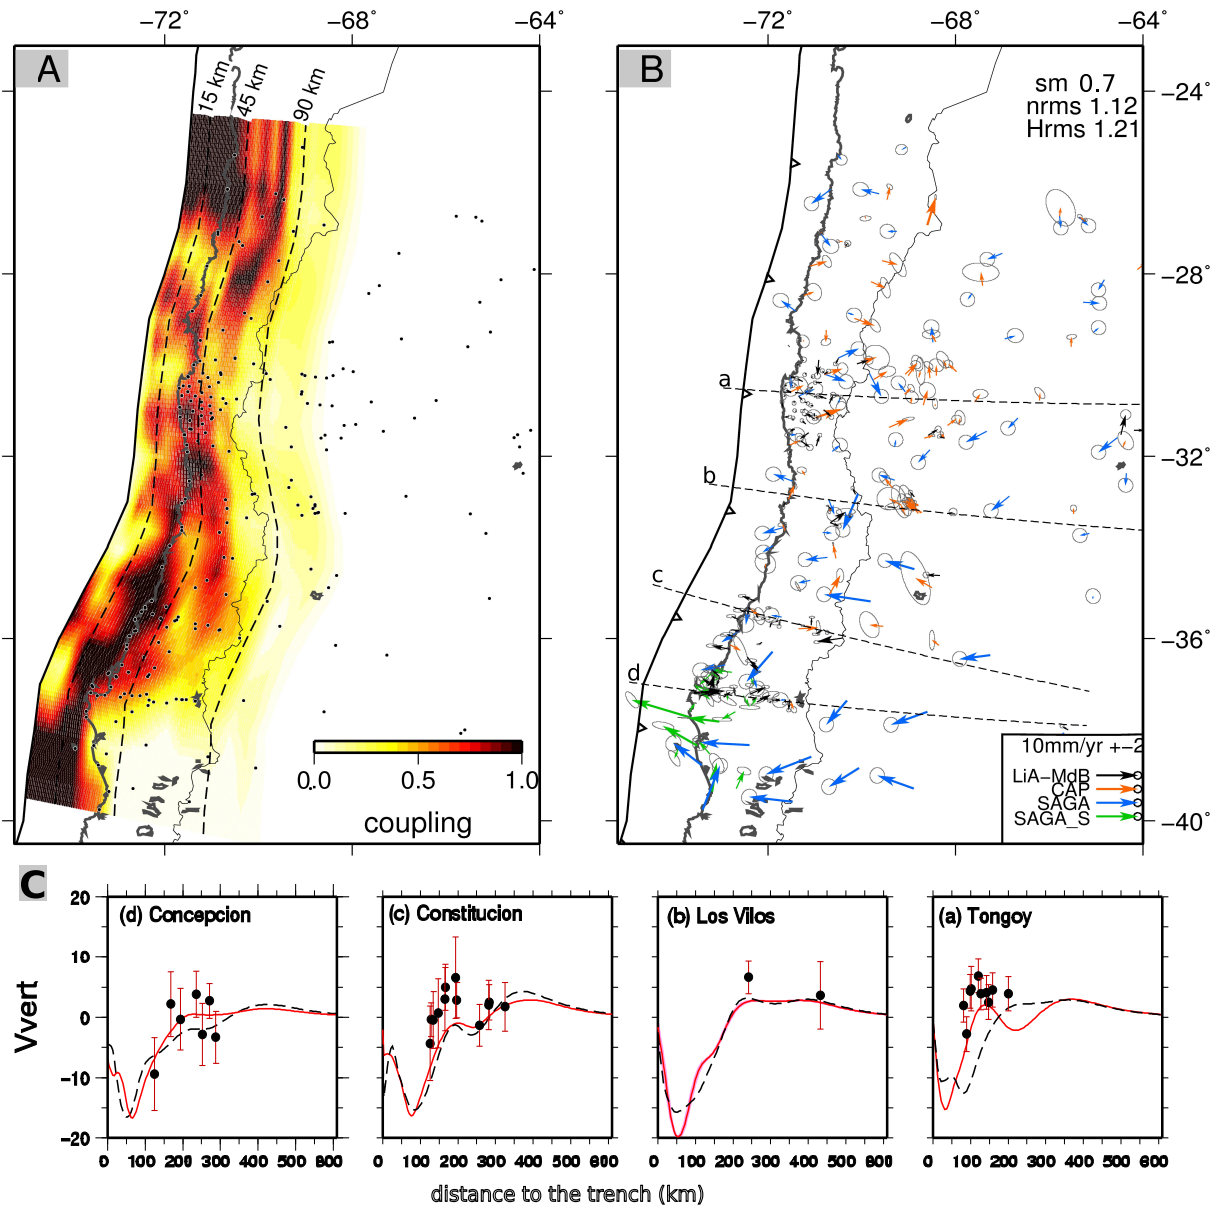 −72° −68° −64° −72° −68° −64°
A
15 km
45 km
90 km
0.0 0.5 1.0
coupling
B
sm 0.7
nrms 1.12
Hrms 1.21
−24°
−28°
−32°
−36°
−40°
a
b
c
d
10mm/yr +−2
LiA−MdB
CAP
SAGA
SAGA_S
C
(d) Concepcion
(c) Constitucion
(b) Los Vilos
(a) Tongoy
Vvert
20
10
0
−10
−20
0 100 200 300 400 500 600
0 100 200 300 400 500 600
0 100 200 300 400 500 600
0 100 200 300 400 500 600
distance to the trench (km)